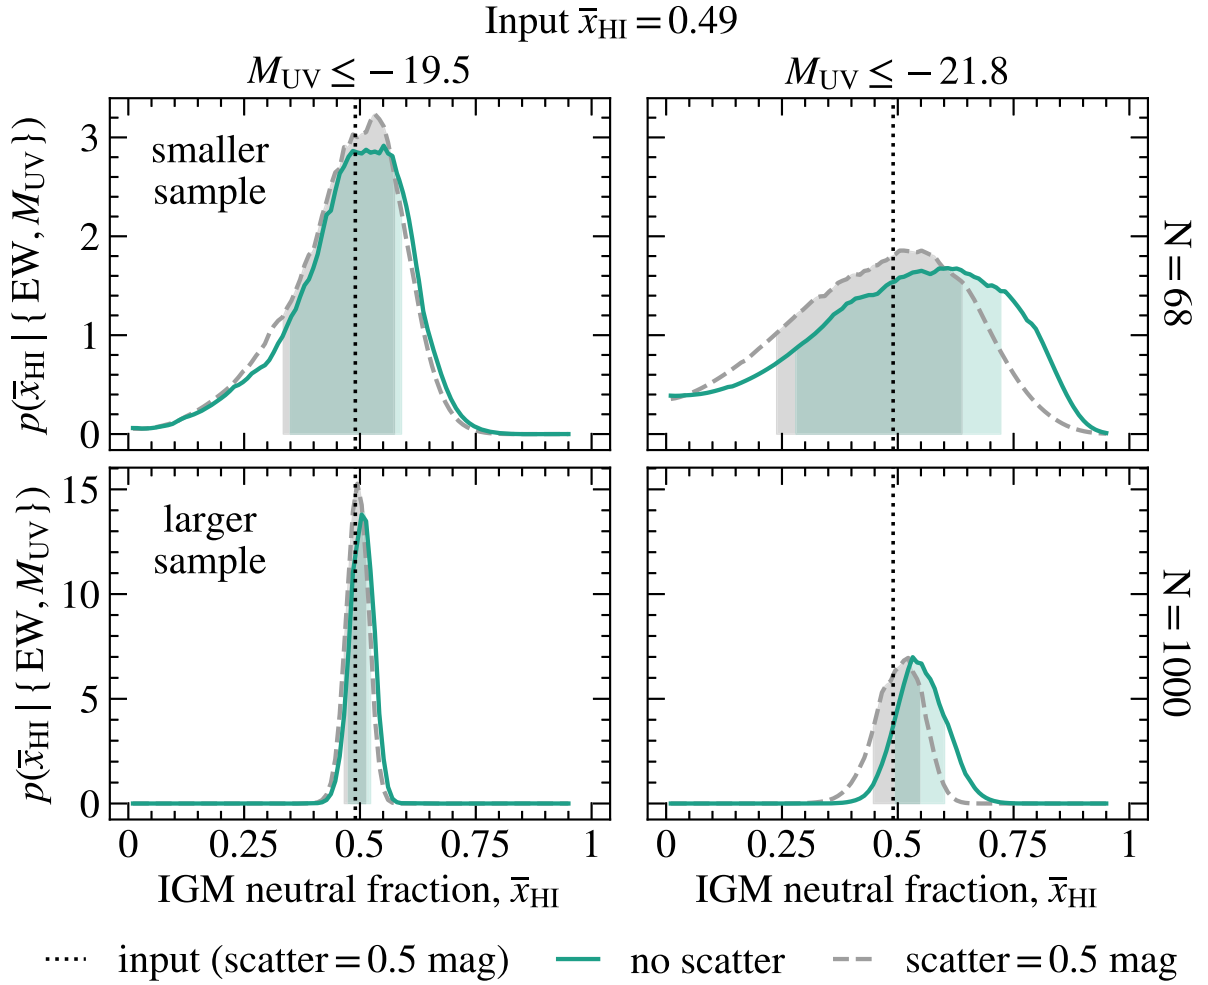 Input x̅HI = 0.49
MUV ≤ −19.5
MUV ≤ −21.8
smaller
sample
p(x̅HI | {EW, MUV})
3
2
1
0
N = 68
larger
sample
p(x̅HI | {EW, MUV})
15
10
5
0
N = 1000
0 0.25 0.5 0.75 1
0 0.25 0.5 0.75 1
IGM neutral fraction, x̅HI
IGM neutral fraction, x̅HI
input (scatter = 0.5 mag) no scatter scatter = 0.5 mag